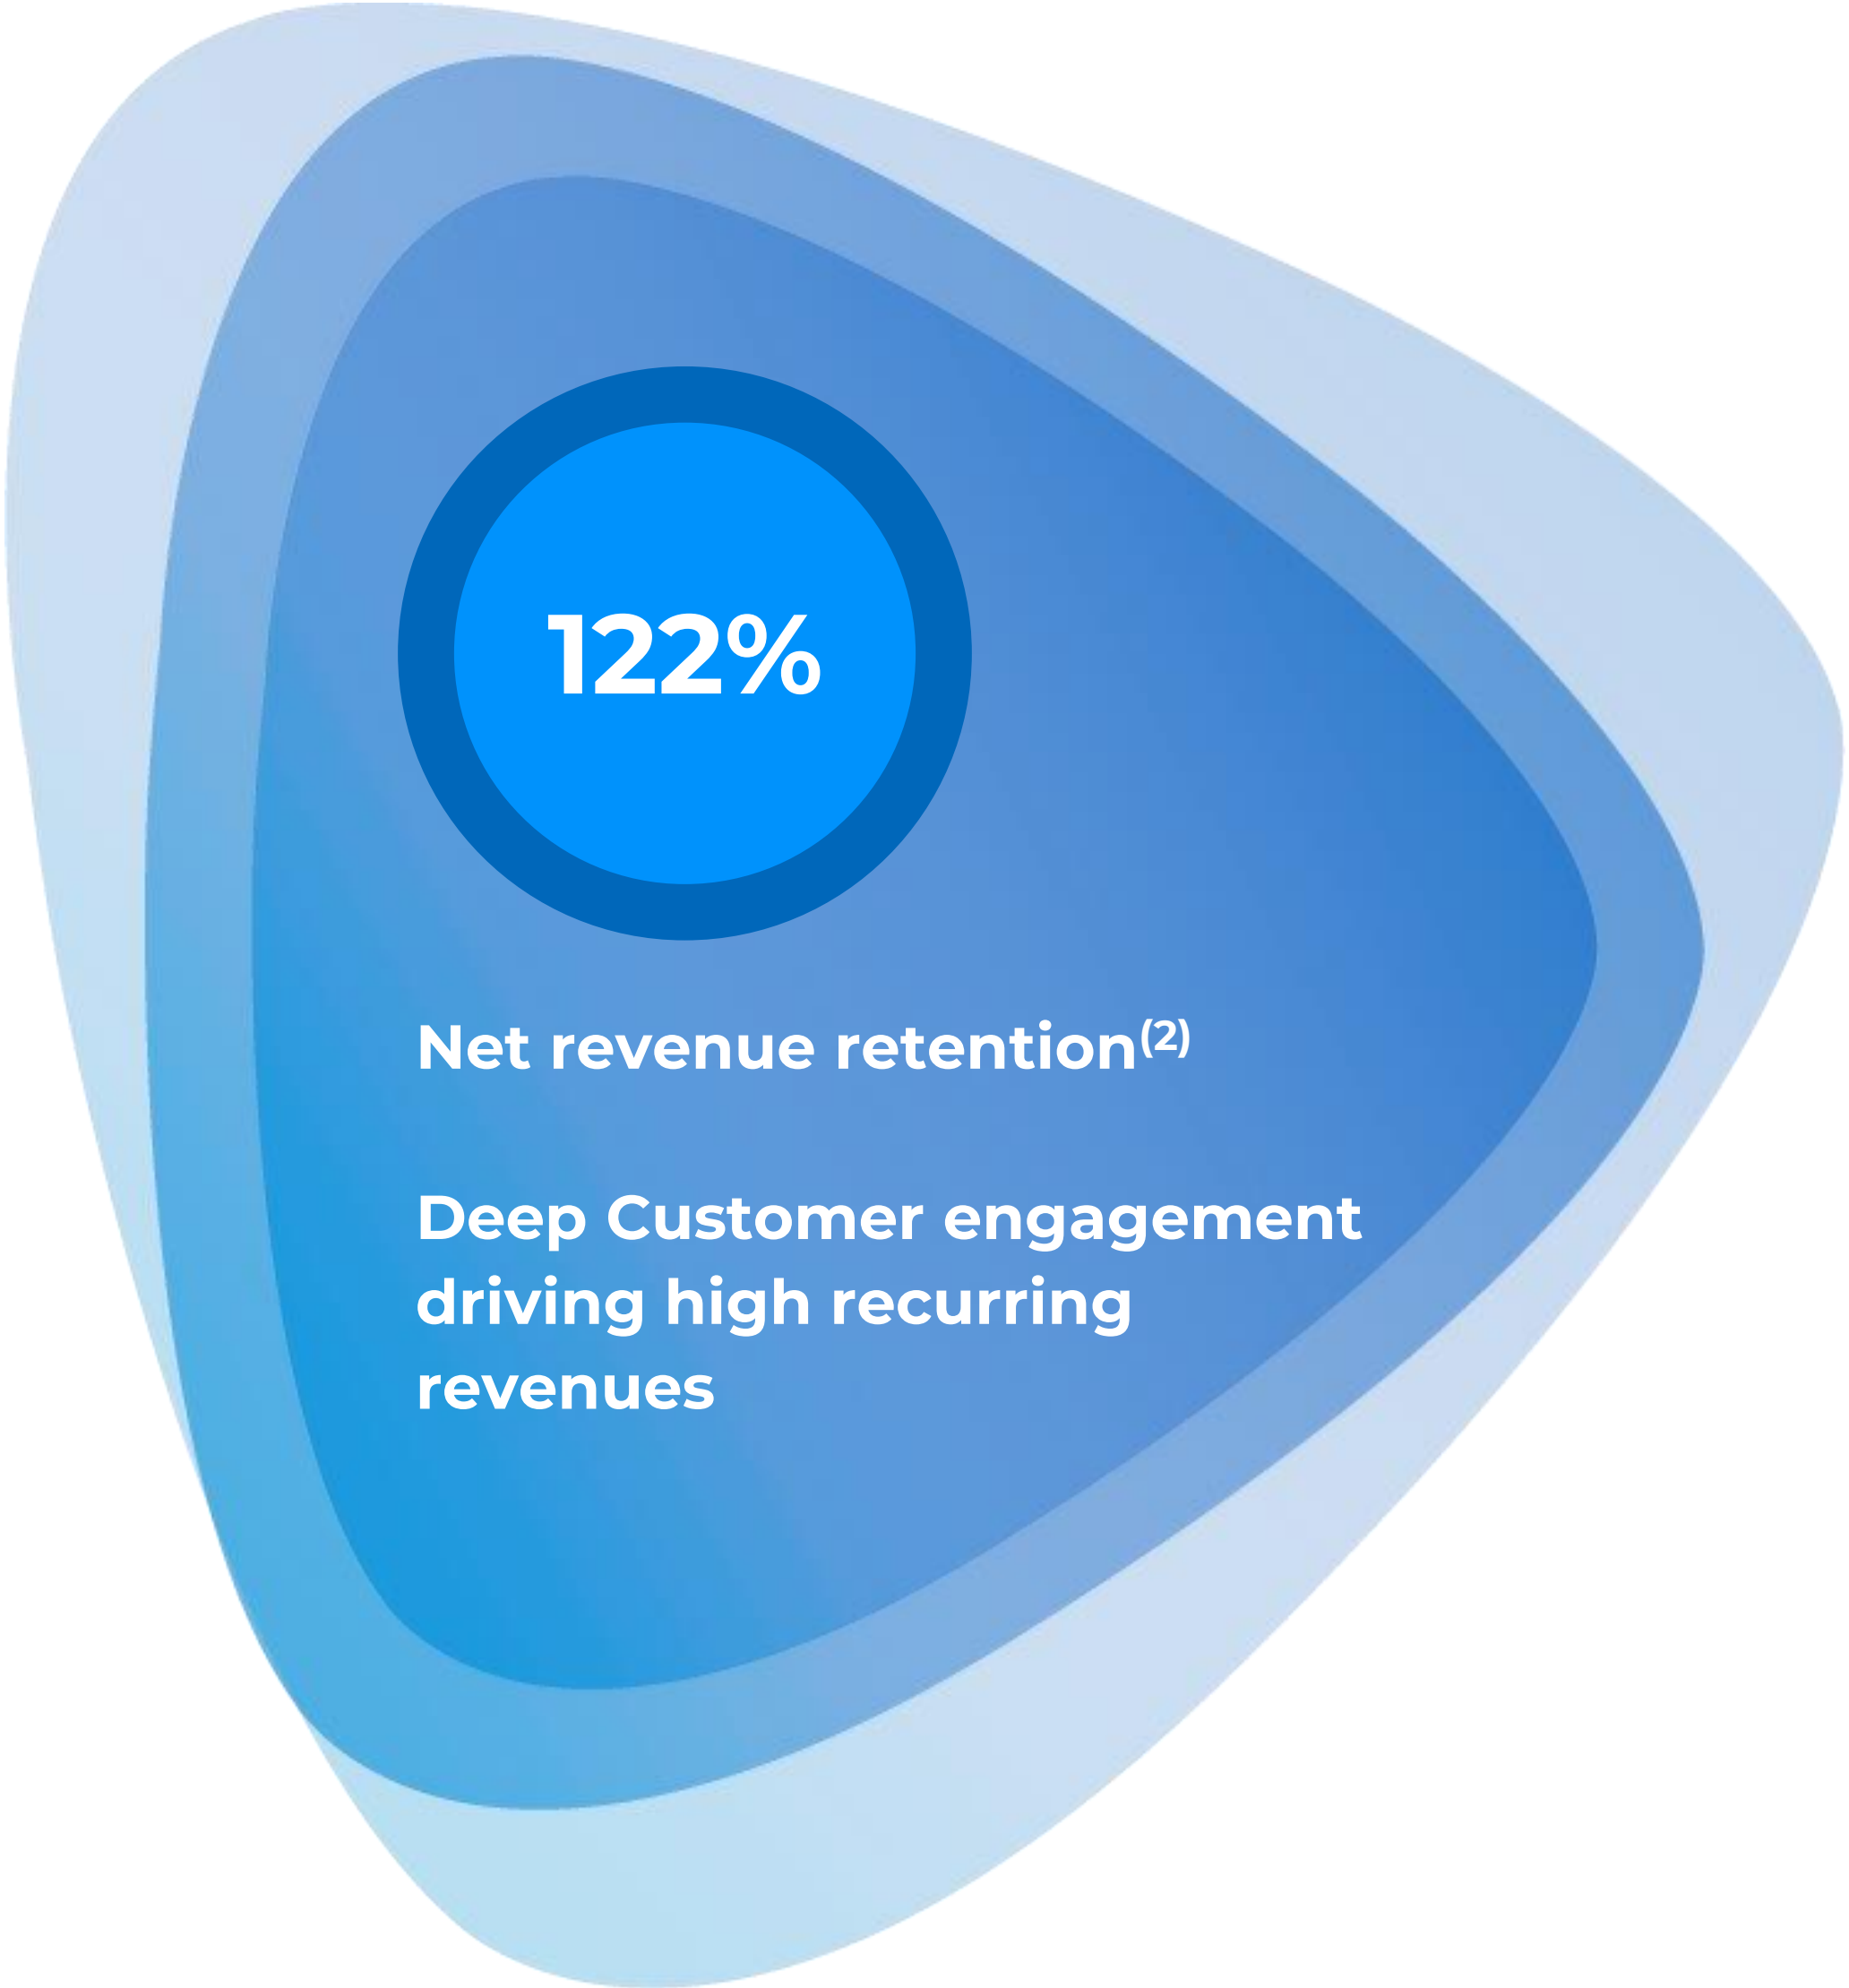 122%
Net revenue retention(2)
Deep Customer engagement
driving high recurring
revenues